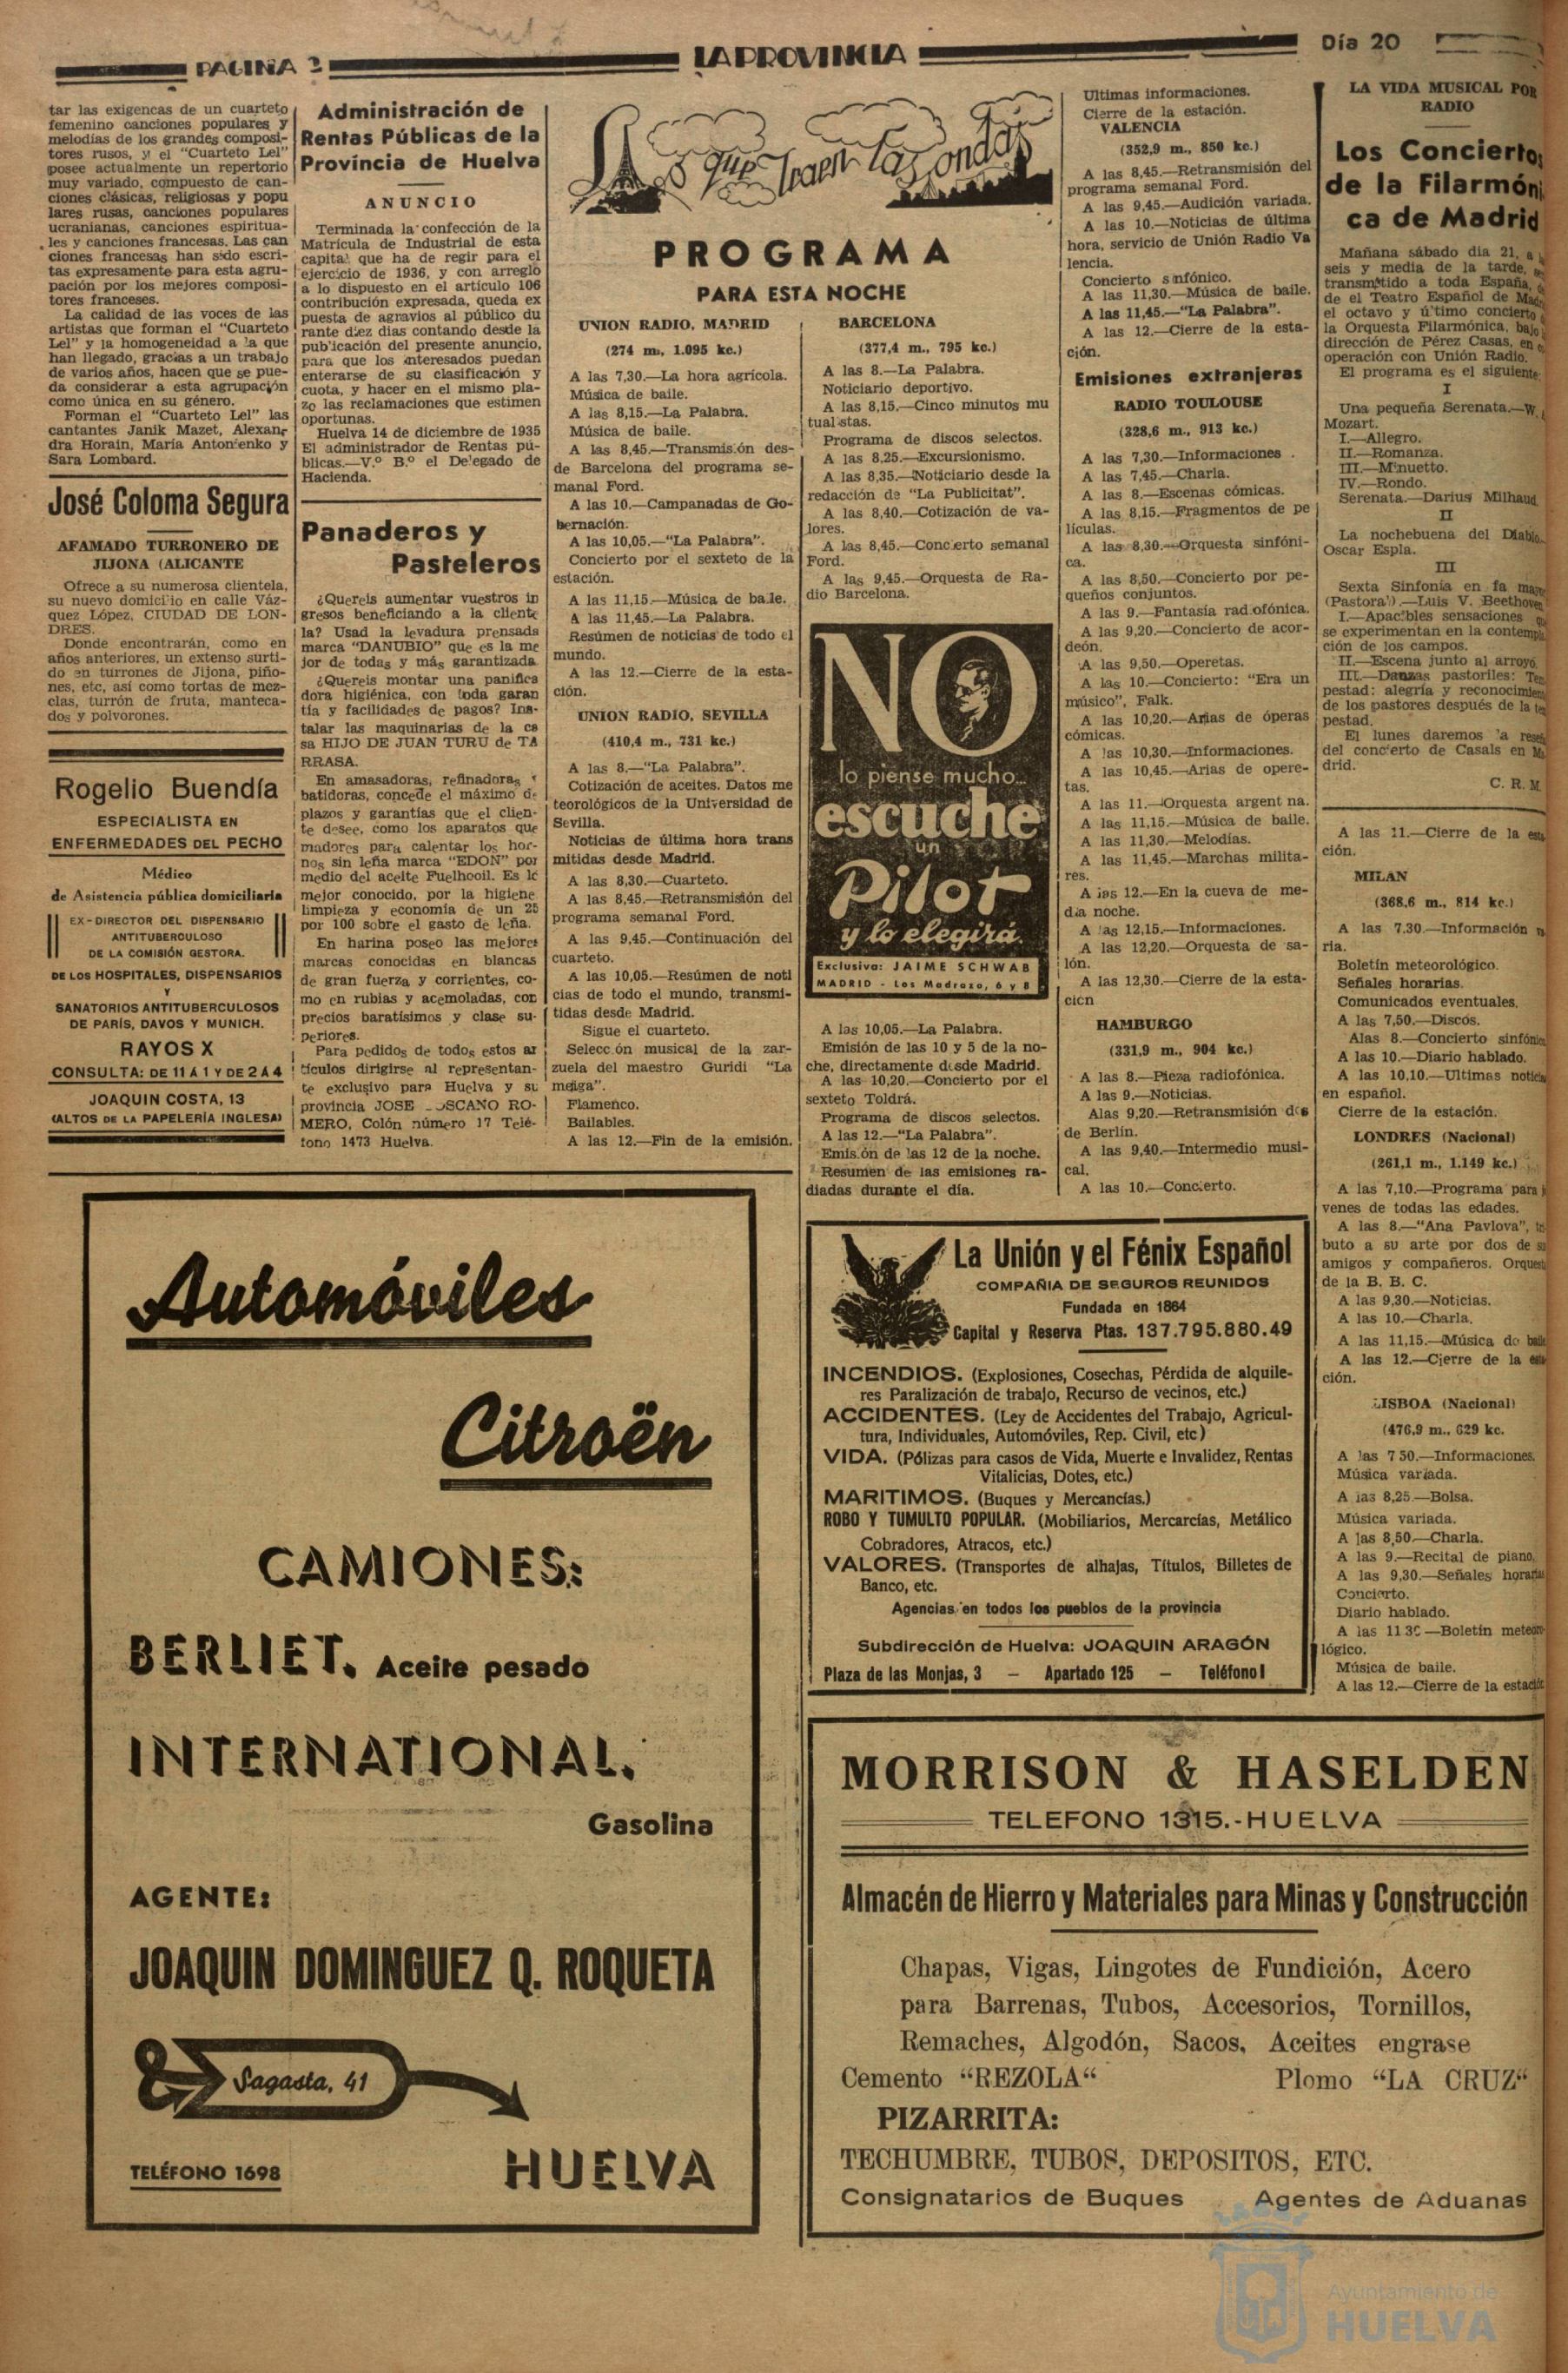 PAGINA 2
LA PROVINCIA
Día 20
tar las exigencias de un cuarteto
femenino canciones populares y
melodías de los grandes composi-
tores rusos, y el "Cuarteto Lel"
posee actualmente un repertorio
muy variado, compuesto de can-
ciones clásicas, religiosas y popu
lares rusas, canciones populares
ucranianas, canciones espiritua-
les y canciones francesas. Las can
ciones francesas han sido escri-
tas expresamente para esta agru-
pación por los mejores composi-
tores franceses.
La calidad de las voces de las
artistas que forman el "Cuarteto
Lel" y la homogeneidad a la que
han llegado, gracias a un trabajo
de varios años, hacen que se pue-
da considerar a esta agrupación
como única en su género.
Forman el "Cuarteto Lel" las
cantantes Janik Mazet, Alexan-
dra Horain, María Antonienko y
Sara Lombard.
José Coloma Segura
AFAMADO TURRONERO DE
JIJONA (ALICANTE
Ofrece a su numerosa clientela,
su nuevo domicilio en calle Váz-
quez López, CIUDAD DE LON-
DRES.
Donde encontrarán, como en
años anteriores, un extenso surti-
do en turrones de Jijona, piño-
nes, etc, así como tortas de mez-
clas, turrón de fruta, manteca-
dos y polvorones.
Rogelio Buendía
ESPECIALISTA EN
ENFERMEDADES DEL PECHO
Médico
de Asistencia pública domiciliaria
EX-DIRECTOR DEL DISPENSARIO
ANTITUBERCULOSO
DE LA COMISIÓN GESTORA.
DE LOS HOSPITALES, DISPENSARIOS
Y
SANATORIOS ANTITUBERCULOSOS
DE PARÍS, DAVOS Y MUNICH.
RAYOS X
CONSULTA: DE 11 A 1 Y DE 2 A 4
JOAQUIN COSTA, 13
(ALTOS DE LA PAPELERÍA INGLESA)
Administración de
Rentas Públicas de la
Provincia de Huelva
ANUNCIO
Terminada la confección de la
Matrícula de Industrial de esta
capital que ha de regir para el
ejercicio de 1936, y con arreglo
a lo dispuesto en el artículo 106
contribución expresada, queda ex
puesta de agravios al público du
rante diez dias contando desde la
publicación del presente anuncio,
para que los interesados puedan
enterarse de su clasificación y
cuota, y hacer en el mismo pla-
zo las reclamaciones que estimen
oportunas.
Huelva 14 de diciembre de 1935
El administrador de Rentas pú-
blicas.—V.º B.º el Delegado de
Hacienda.
Panaderos y
Pasteleros
¿Quereis aumentar vuestros in
gresos beneficiando a la cliente
la? Usad la levadura prensada
marca "DANUBIO" que es la me
jor de todas y más garantizada
¿Quereis montar una panifica
dora higiénica, con toda garan
tía y facilidades de pagos? Ins-
talar las maquinarias de la ca
sa HIJO DE JUAN TURU de TA
RRASA.
En amasadoras, refinadoras y
batidoras, concede el máximo de
plazos y garantías que el clien-
te desee, como los aparatos que
madores para calentar los hor-
nos sin leña marca "EDON" por
medio del aceite Fuelhooil. Es lo
mejor conocido, por la higiene
limpieza y economía de un 25
por 100 sobre el gasto de leña.
En harina poseo las mejores
marcas conocidas en blancas
de gran fuerza y corrientes, co-
mo en rubias y acemoladas, con
precios baratísimos y clase su-
periores.
Para pedidos de todos estos ar
tículos dirigirse al representan-
te exclusivo para Huelva y su
provincia JOSE OSCANO RO-
MERO, Colón número 17 Telé-
fono 1473 Huelva.
Lo que traen las ondas
PROGRAMA
PARA ESTA NOCHE
UNION RADIO, MADRID
(274 m., 1.095 kc.)
A las 7,30.—La hora agrícola.
Música de baile.
A las 8,15.—La Palabra.
Música de baile.
A las 8,45.—Transmisión des-
de Barcelona del programa se-
manal Ford.
A las 10.—Campanadas de Go-
bernación.
A las 10,05.—"La Palabra".
Concierto por el sexteto de la
estación.
A las 11,15.—Música de baile.
A las 11,45.—La Palabra.
Resúmen de noticias de todo el
mundo.
A las 12.—Cierre de la esta-
ción.
UNION RADIO, SEVILLA
(410,4 m., 731 kc.)
A las 8.—"La Palabra".
Cotización de aceites. Datos me
teorológicos de la Universidad de
Sevilla.
Noticias de última hora trans
mitidas desde Madrid.
A las 8,30.—Cuarteto.
A las 8,45.—Retransmisión del
programa semanal Ford.
A las 9,45.—Continuación del
cuarteto.
A las 10,05.—Resúmen de noti
cias de todo el mundo, transmi-
tidas desde Madrid.
Sigue el cuarteto.
Selección musical de la zar-
zuela del maestro Guridi "La
meiga".
Flamenco.
Bailables.
A las 12.—Fin de la emisión.
BARCELONA
(377,4 m., 795 kc.)
A las 8.—La Palabra.
Noticiario deportivo.
A las 8,15.—Cinco minutos mu
tualistas.
Programa de discos selectos.
A las 8,25.—Excursionismo.
A las 8,35.—Noticiario desde la
redacción de "La Publicitat".
A las 8,40.—Cotización de va-
lores.
A las 8,45.—Concierto semanal
Ford.
A las 9,45.—Orquesta de Ra-
dio Barcelona.
NO
lo piense mucho...
escuche
un
Pilot
y lo elegirá.
Exclusiva: JAIME SCHWAB
MADRID - Los Madrazo, 6 y 8
A las 10,05.—La Palabra.
Emisión de las 10 y 5 de la no-
che, directamente desde Madrid.
A las 10,20.—Concierto por el
sexteto Toldrá.
Programa de discos selectos.
A las 12.—"La Palabra".
Emisión de las 12 de la noche.
Resumen de las emisiones ra-
diadas durante el día.
Ultimas informaciones.
Cierre de la estación.
VALENCIA
(352,9 m., 850 kc.)
A las 8,45.—Retransmisión del
programa semanal Ford.
A las 9,45.—Audición variada.
A las 10.—Noticias de última
hora, servicio de Unión Radio Va
lencia.
Concierto sinfónico.
A las 11,30.—Música de baile.
A las 11,45.—"La Palabra".
A las 12.—Cierre de la esta-
ción.
Emisiones extranjeras
RADIO TOULOUSE
(328,6 m., 913 kc.)
A las 7,30.—Informaciones .
A las 7,45.—Charla.
A las 8.—Escenas cómicas.
A las 8,15.—Fragmentos de pe
lículas.
A las 8,30.—Orquesta sinfóni-
ca.
A las 8,50.—Concierto por pe-
queños conjuntos.
A las 9.—Fantasía radiofónica.
A las 9,20.—Concierto de acor-
deón.
A las 9,50.—Operetas.
A las 10.—Concierto: "Era un
músico", Falk.
A las 10,20.—Arias de óperas
cómicas.
A las 10,30.—Informaciones.
A las 10,45.—Arias de opere-
tas.
A las 11.—Orquesta argentina.
A las 11,15.—Música de baile.
A las 11,30.—Melodías.
A las 11,45.—Marchas milita-
res.
A las 12.—En la cueva de me-
dia noche.
A las 12,15.—Informaciones.
A las 12,20.—Orquesta de sa-
lón.
A las 12,30.—Cierre de la esta-
ción
HAMBURGO
(331,9 m., 904 kc.)
A las 8.—Pieza radiofónica.
A las 9.—Noticias.
Alas 9,20.—Retransmisión des
de Berlín.
A las 9,40.—Intermedio musi-
cal.
A las 10.—Concierto.
LA VIDA MUSICAL POR
RADIO
Los Conciertos
de la Filarmóni
ca de Madrid
Mañana sábado dia 21, a
seis y media de la tarde,
transmitido a toda España,
de el Teatro Español de
el octavo y último concierto
la Orquesta Filarmónica, bajo
dirección de Pérez Casas, en
operación con Unión Radio.
El programa es el siguiente:
I
Una pequeña Serenata.—W.
Mozart.
I.—Allegro.
II.—Romanza.
III.—Minuetto.
IV.—Rondo.
Serenata.—Darius Milhaud.
II
La nochebuena del Diablo.
Oscar Espla.
III
Sexta Sinfonía en fa mayor
(Pastoral).—Luis V. Beethoven
I.—Apacibles sensaciones
se experimentan en la contempla
ción de los campos.
II.—Escena junto al arroyo.
III.—Danzas pastoriles: Tem
pestad: alegría y reconocimiento
de los pastores después de la tem
pestad.
El lunes daremos la reseña
del concierto de Casals en Ma
drid.
C. R. M.
A las 11.—Cierre de la esta
ción.
MILAN
(368,6 m., 814 kc.)
A las 7,30.—Información
ria.
Boletín meteorológico.
Señales horarias.
Comunicados eventuales.
A las 7,50.—Discos.
Alas 8.—Concierto sinfónico
A las 10.—Diario hablado.
A las 10,10.—Ultimas noticias
en español.
Cierre de la estación.
LONDRES (Nacional)
(261,1 m., 1.149 kc.)
A las 7,10.—Programa para
venes de todas las edades.
A las 8.—"Ana Pavlova",
buto a su arte por dos de
amigos y compañeros. Orquesta
de la B. B. C.
A las 9,30.—Noticias.
A las 10.—Charla.
A las 11,15.—Música de baile
A las 12.—Cierre de la esta
ción.
LISBOA (Nacional)
(476,9 m., 629 kc.
A las 7 50.—Informaciones.
Música variada.
A las 8,25.—Bolsa.
Música variada.
A las 8,50.—Charla.
A las 9.—Recital de piano.
A las 9,30.—Señales horarias
Concierto.
Diario hablado.
A las 11 30.—Boletín meteoro-
lógico.
Música de baile.
A las 12.—Cierre de la estación
Automóviles
Citroën
CAMIONES:
BERLIET. Aceite pesado
INTERNATIONAL.
Gasolina
AGENTE:
JOAQUIN DOMINGUEZ Q. ROQUETA
Sagasta, 41
TELÉFONO 1698
HUELVA
La Unión y el Fénix Español
COMPAÑIA DE SEGUROS REUNIDOS
Fundada en 1864
Capital y Reserva Ptas. 137.795.880.49
INCENDIOS. (Explosiones, Cosechas, Pérdida de alquile-
res Paralización de trabajo, Recurso de vecinos, etc.)
ACCIDENTES. (Ley de Accidentes del Trabajo, Agricul-
tura, Individuales, Automóviles, Rep. Civil, etc)
VIDA. (Pólizas para casos de Vida, Muerte e Invalidez, Rentas
Vitalicias, Dotes, etc.)
MARITIMOS. (Buques y Mercancías.)
ROBO Y TUMULTO POPULAR. (Mobiliarios, Mercarcías, Metálico
Cobradores, Atracos, etc.)
VALORES. (Transportes de alhajas, Títulos, Billetes de
Banco, etc.
Agencias en todos los pueblos de la provincia
Subdirección de Huelva: JOAQUIN ARAGÓN
Plaza de las Monjas, 3 — Apartado 125 — Teléfono I
MORRISON & HASELDEN
TELEFONO 1315.-HUELVA
Almacén de Hierro y Materiales para Minas y Construcción
Chapas, Vigas, Lingotes de Fundición, Acero
para Barrenas, Tubos, Accesorios, Tornillos,
Remaches, Algodón, Sacos, Aceites engrase
Cemento "REZOLA" Plomo "LA CRUZ"
PIZARRITA:
TECHUMBRE, TUBOS, DEPOSITOS, ETC.
Consignatarios de Buques Agentes de Aduanas
Ayuntamiento de
HUELVA